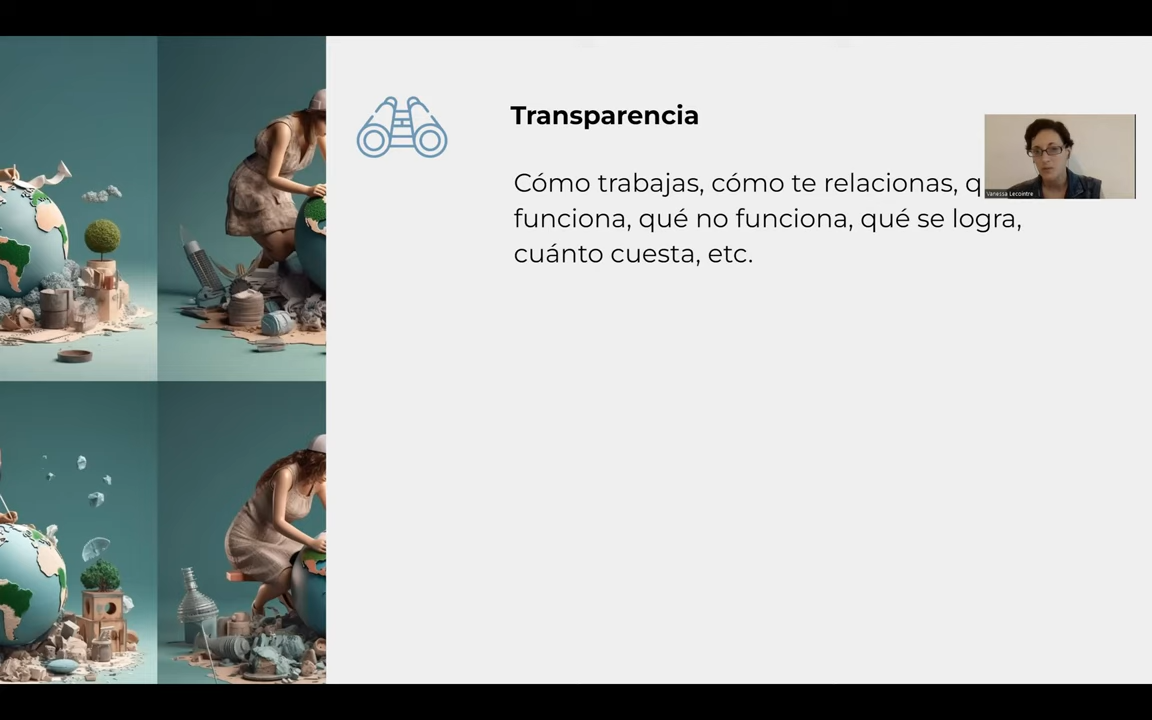 Transparencia
Cómo trabajas, cómo te relacionas, q
funciona, qué no funciona, qué se logra,
cuánto cuesta, etc.
Vanessa Lecointre